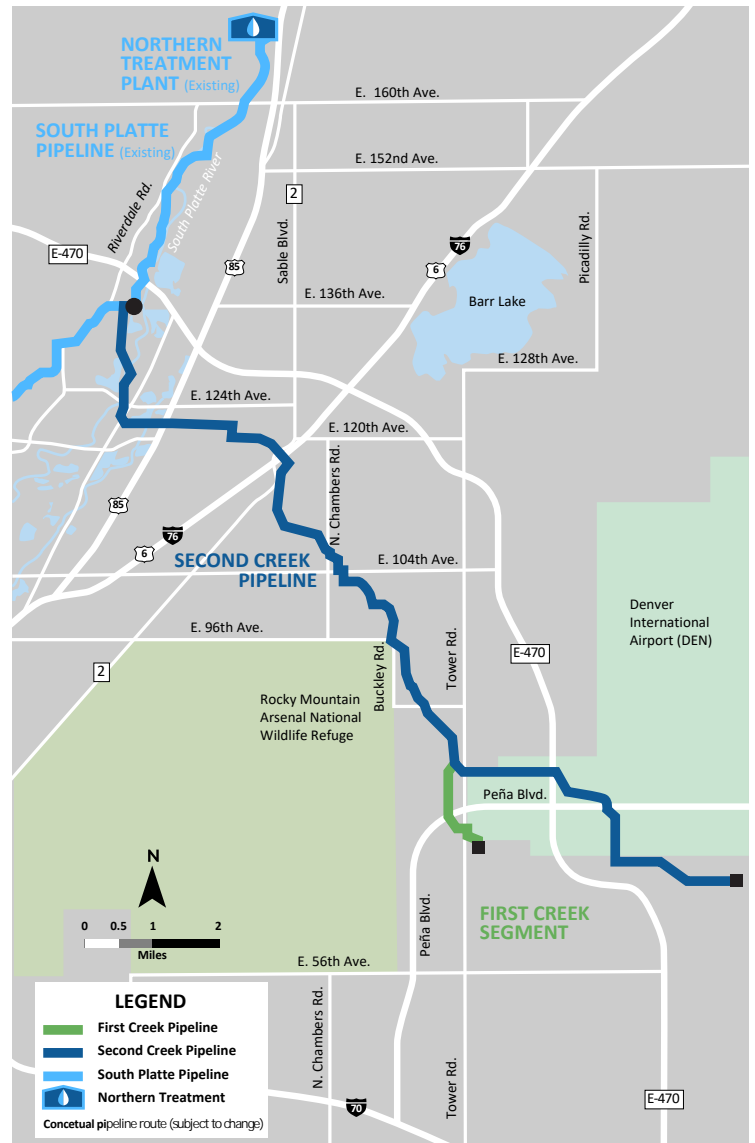 NORTHERN
TREATMENT
PLANT (Existing)
E. 160th Ave.
SOUTH PLATTE
PIPELINE (Existing)
E. 152nd Ave.
Riverdale Rd.
South Platte River
2
Sable Blvd.
Picadilly Rd.
E-470
76
6
85
E. 136th Ave.
Barr Lake
E. 128th Ave.
E. 124th Ave.
E. 120th Ave.
85
76
6
N. Chambers Rd.
SECOND CREEK
PIPELINE
E. 104th Ave.
Denver
International
Airport (DEN)
E. 96th Ave.
E-470
2
Buckley Rd.
Tower Rd.
Rocky Mountain
Arsenal National
Wildlife Refuge
Peña Blvd.
N
0 0.5 1 2
Miles
FIRST CREEK
SEGMENT
Peña Blvd.
E. 56th Ave.
LEGEND
First Creek Pipeline
Second Creek Pipeline
South Platte Pipeline
Northern Treatment
Concetual pipeline route (subject to change)
N. Chambers Rd.
Tower Rd.
70
E-470